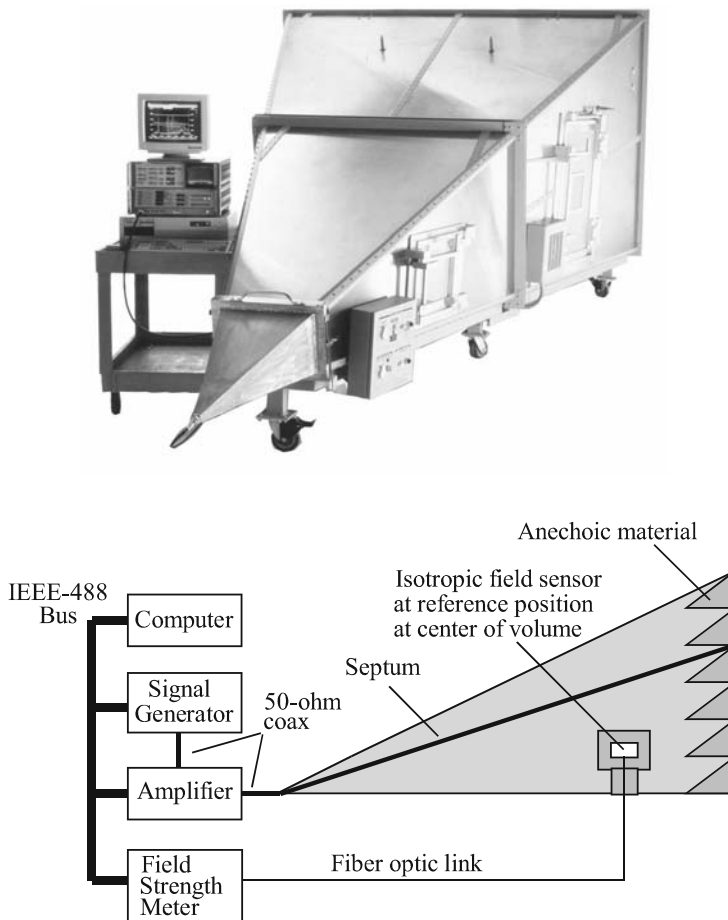 Anechoic material
Isotropic field sensor
at reference position
at center of volume
IEEE-488
Bus
Computer
Septum
Signal
Generator
50-ohm
coax
Amplifier
Field
Strength
Meter
Fiber optic link